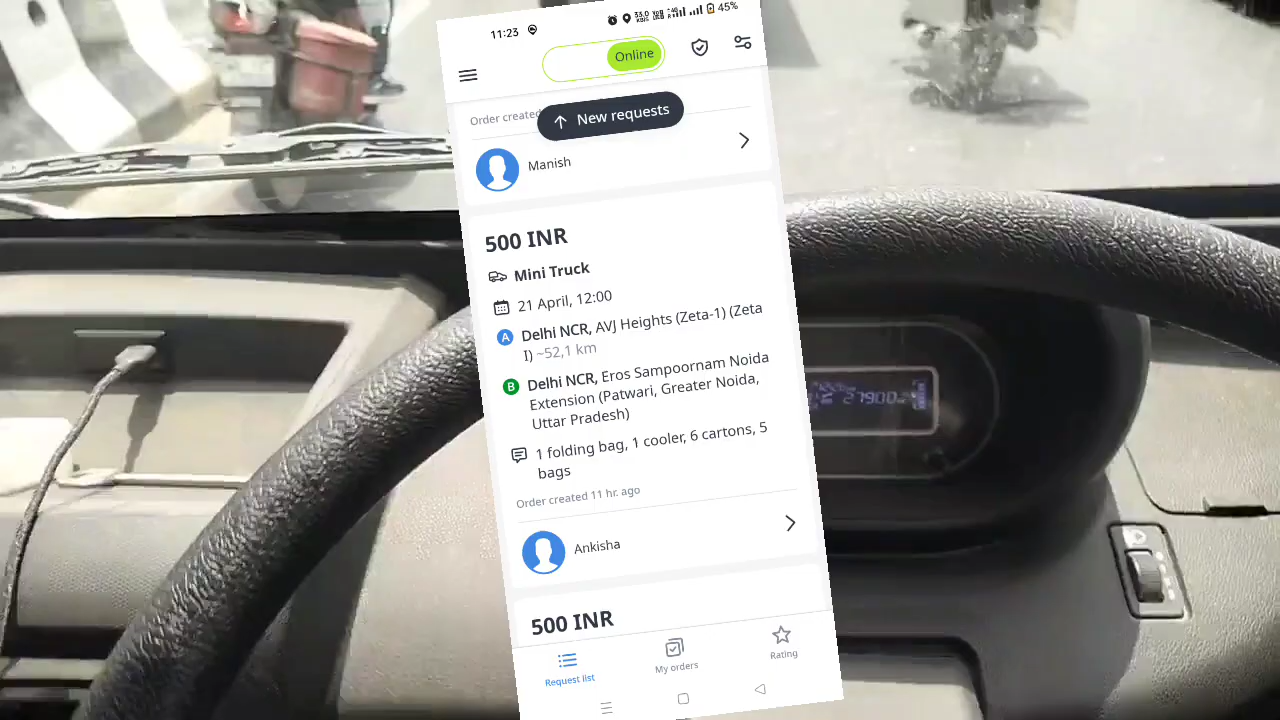 11:23
45%
Online
Order created
New requests
Manish
500 INR
Mini Truck
21 April, 12:00
A Delhi NCR, AVJ Heights (Zeta-1) (Zeta
I) ~52,1 km
B Delhi NCR, Eros Sampoornam Noida
Extension (Patwari, Greater Noida,
Uttar Pradesh)
1 folding bag, 1 cooler, 6 cartons, 5
bags
Order created 11 hr. ago
Ankisha
500 INR
Request list
My orders
Rating
27900